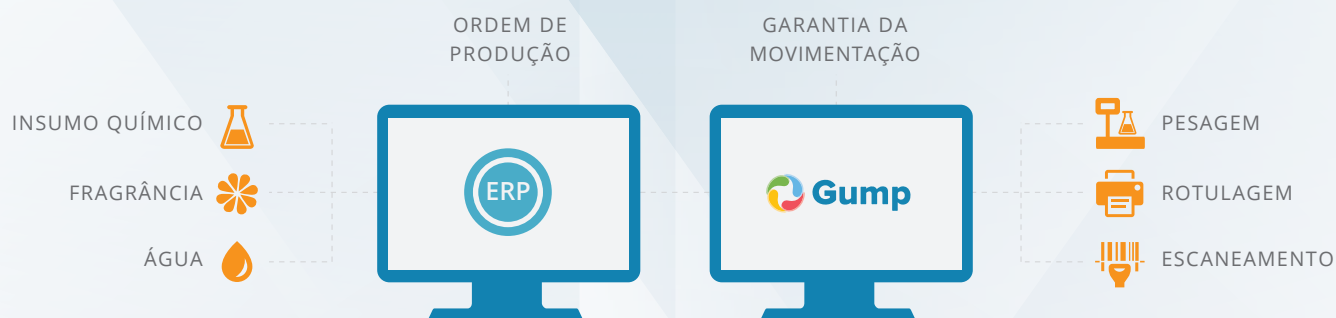 ORDEM DE
PRODUÇÃO
GARANTIA DA
MOVIMENTAÇÃO
INSUMO QUÍMICO
FRAGRÂNCIA
ÁGUA
ERP
Gump
PESAGEM
ROTULAGEM
ESCANEAMENTO